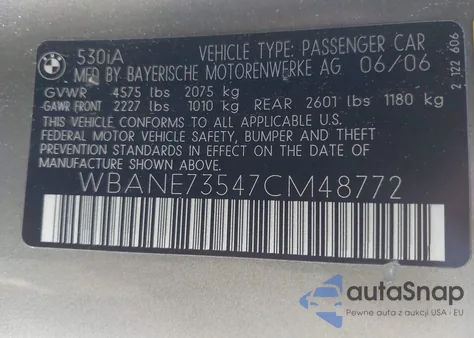 BMW
530iA VEHICLE TYPE: PASSENGER CAR
MFD BY BAYERISCHE MOTORENWERKE AG 06/06
GVWR 4575 lbs 2075 kg
GAWR FRONT 2227 lbs 1010 kg REAR 2601 lbs 1180 kg
THIS VEHICLE CONFORMS TO ALL APPLICABLE
FEDERAL MOTOR VEHICLE SAFETY, BUMPER AND THEFT
PREVENTION STANDARDS IN EFFECT ON THE DATE OF
MANUFACTURE SHOWN ABOVE.
WBANE73547CM48772
2 122 606
autoSnap
Pewne auta z aukcji USA - EU